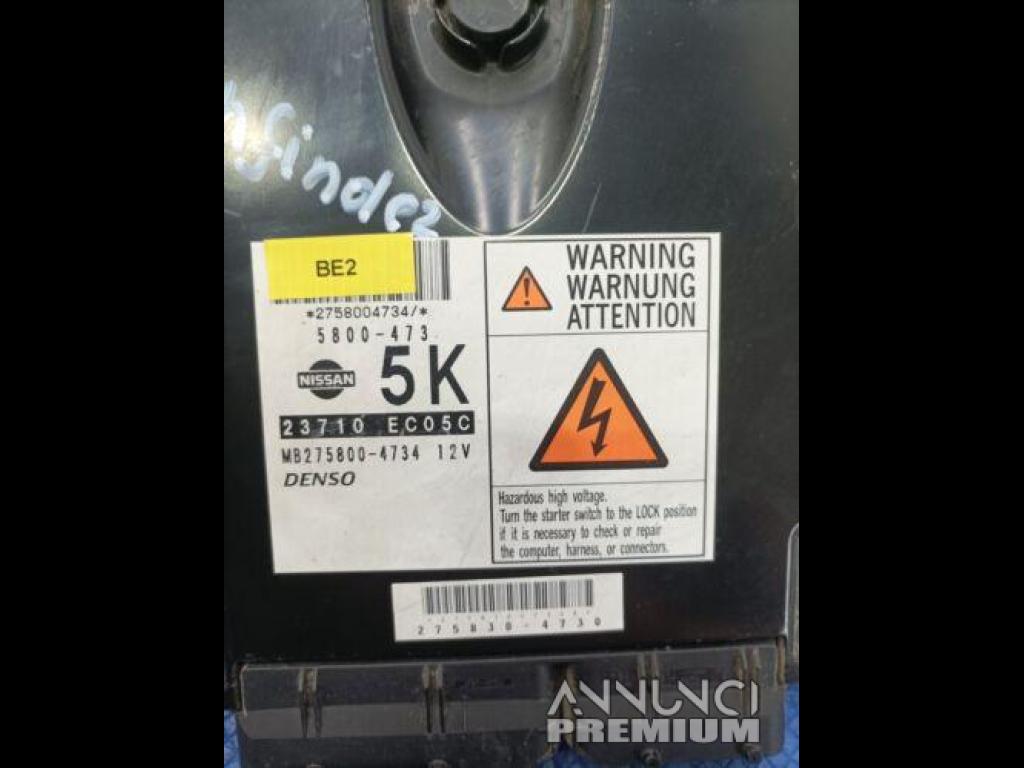 hfinder
BE2
*2758004734/*
5800-473
NISSAN
5K
23710 EC05C
MB275800-4734 12V
DENSO
WARNING
WARNUNG
ATTENTION
Hazardous high voltage.
Turn the starter switch to the LOCK position
if it is necessary to check or repair
the computer, harness, or connectors.
275830-4730
ANNUNCI
PREMIUM